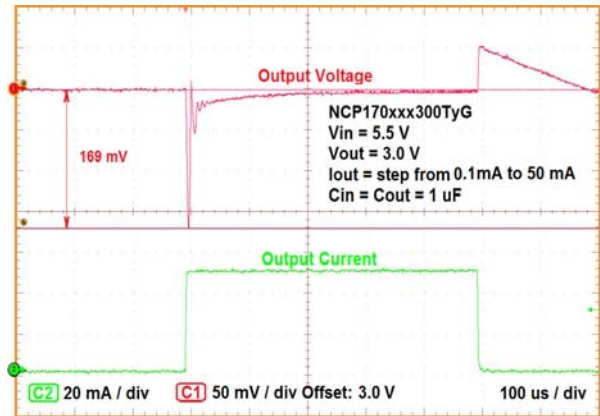 Output Voltage
NCP170xxx300TyG
Vin = 5.5 V
Vout = 3.0 V
Iout = step from 0.1mA to 50 mA
Cin = Cout = 1 uF
169 mV
Output Current
C2 20 mA / div C1 50 mV / div Offset: 3.0 V 100 us / div